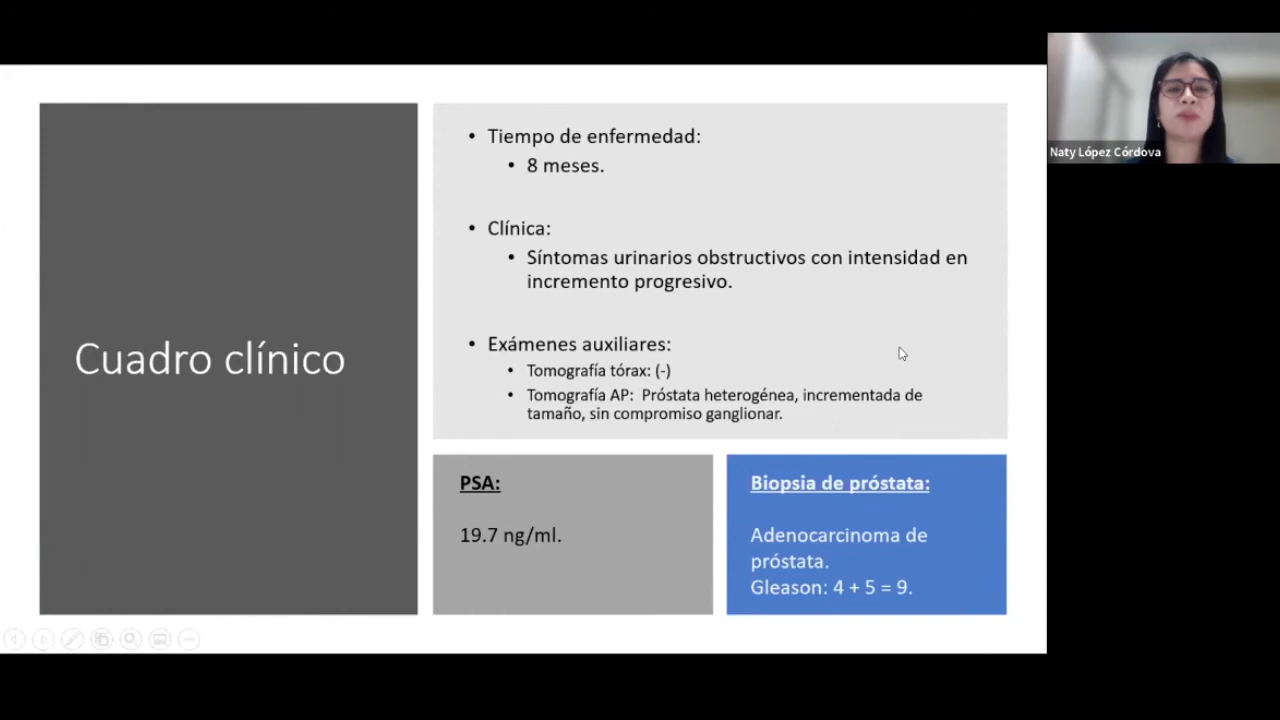 Cuadro clínico
• Tiempo de enfermedad:
• 8 meses.
• Clínica:
• Síntomas urinarios obstructivos con intensidad en
incremento progresivo.
• Exámenes auxiliares:
• Tomografía tórax: (-)
• Tomografía AP: Próstata heterogénea, incrementada de
tamaño, sin compromiso ganglionar.
PSA:
19.7 ng/ml.
Biopsia de próstata:
Adenocarcinoma de
próstata.
Gleason: 4 + 5 = 9.
Naty López Córdova